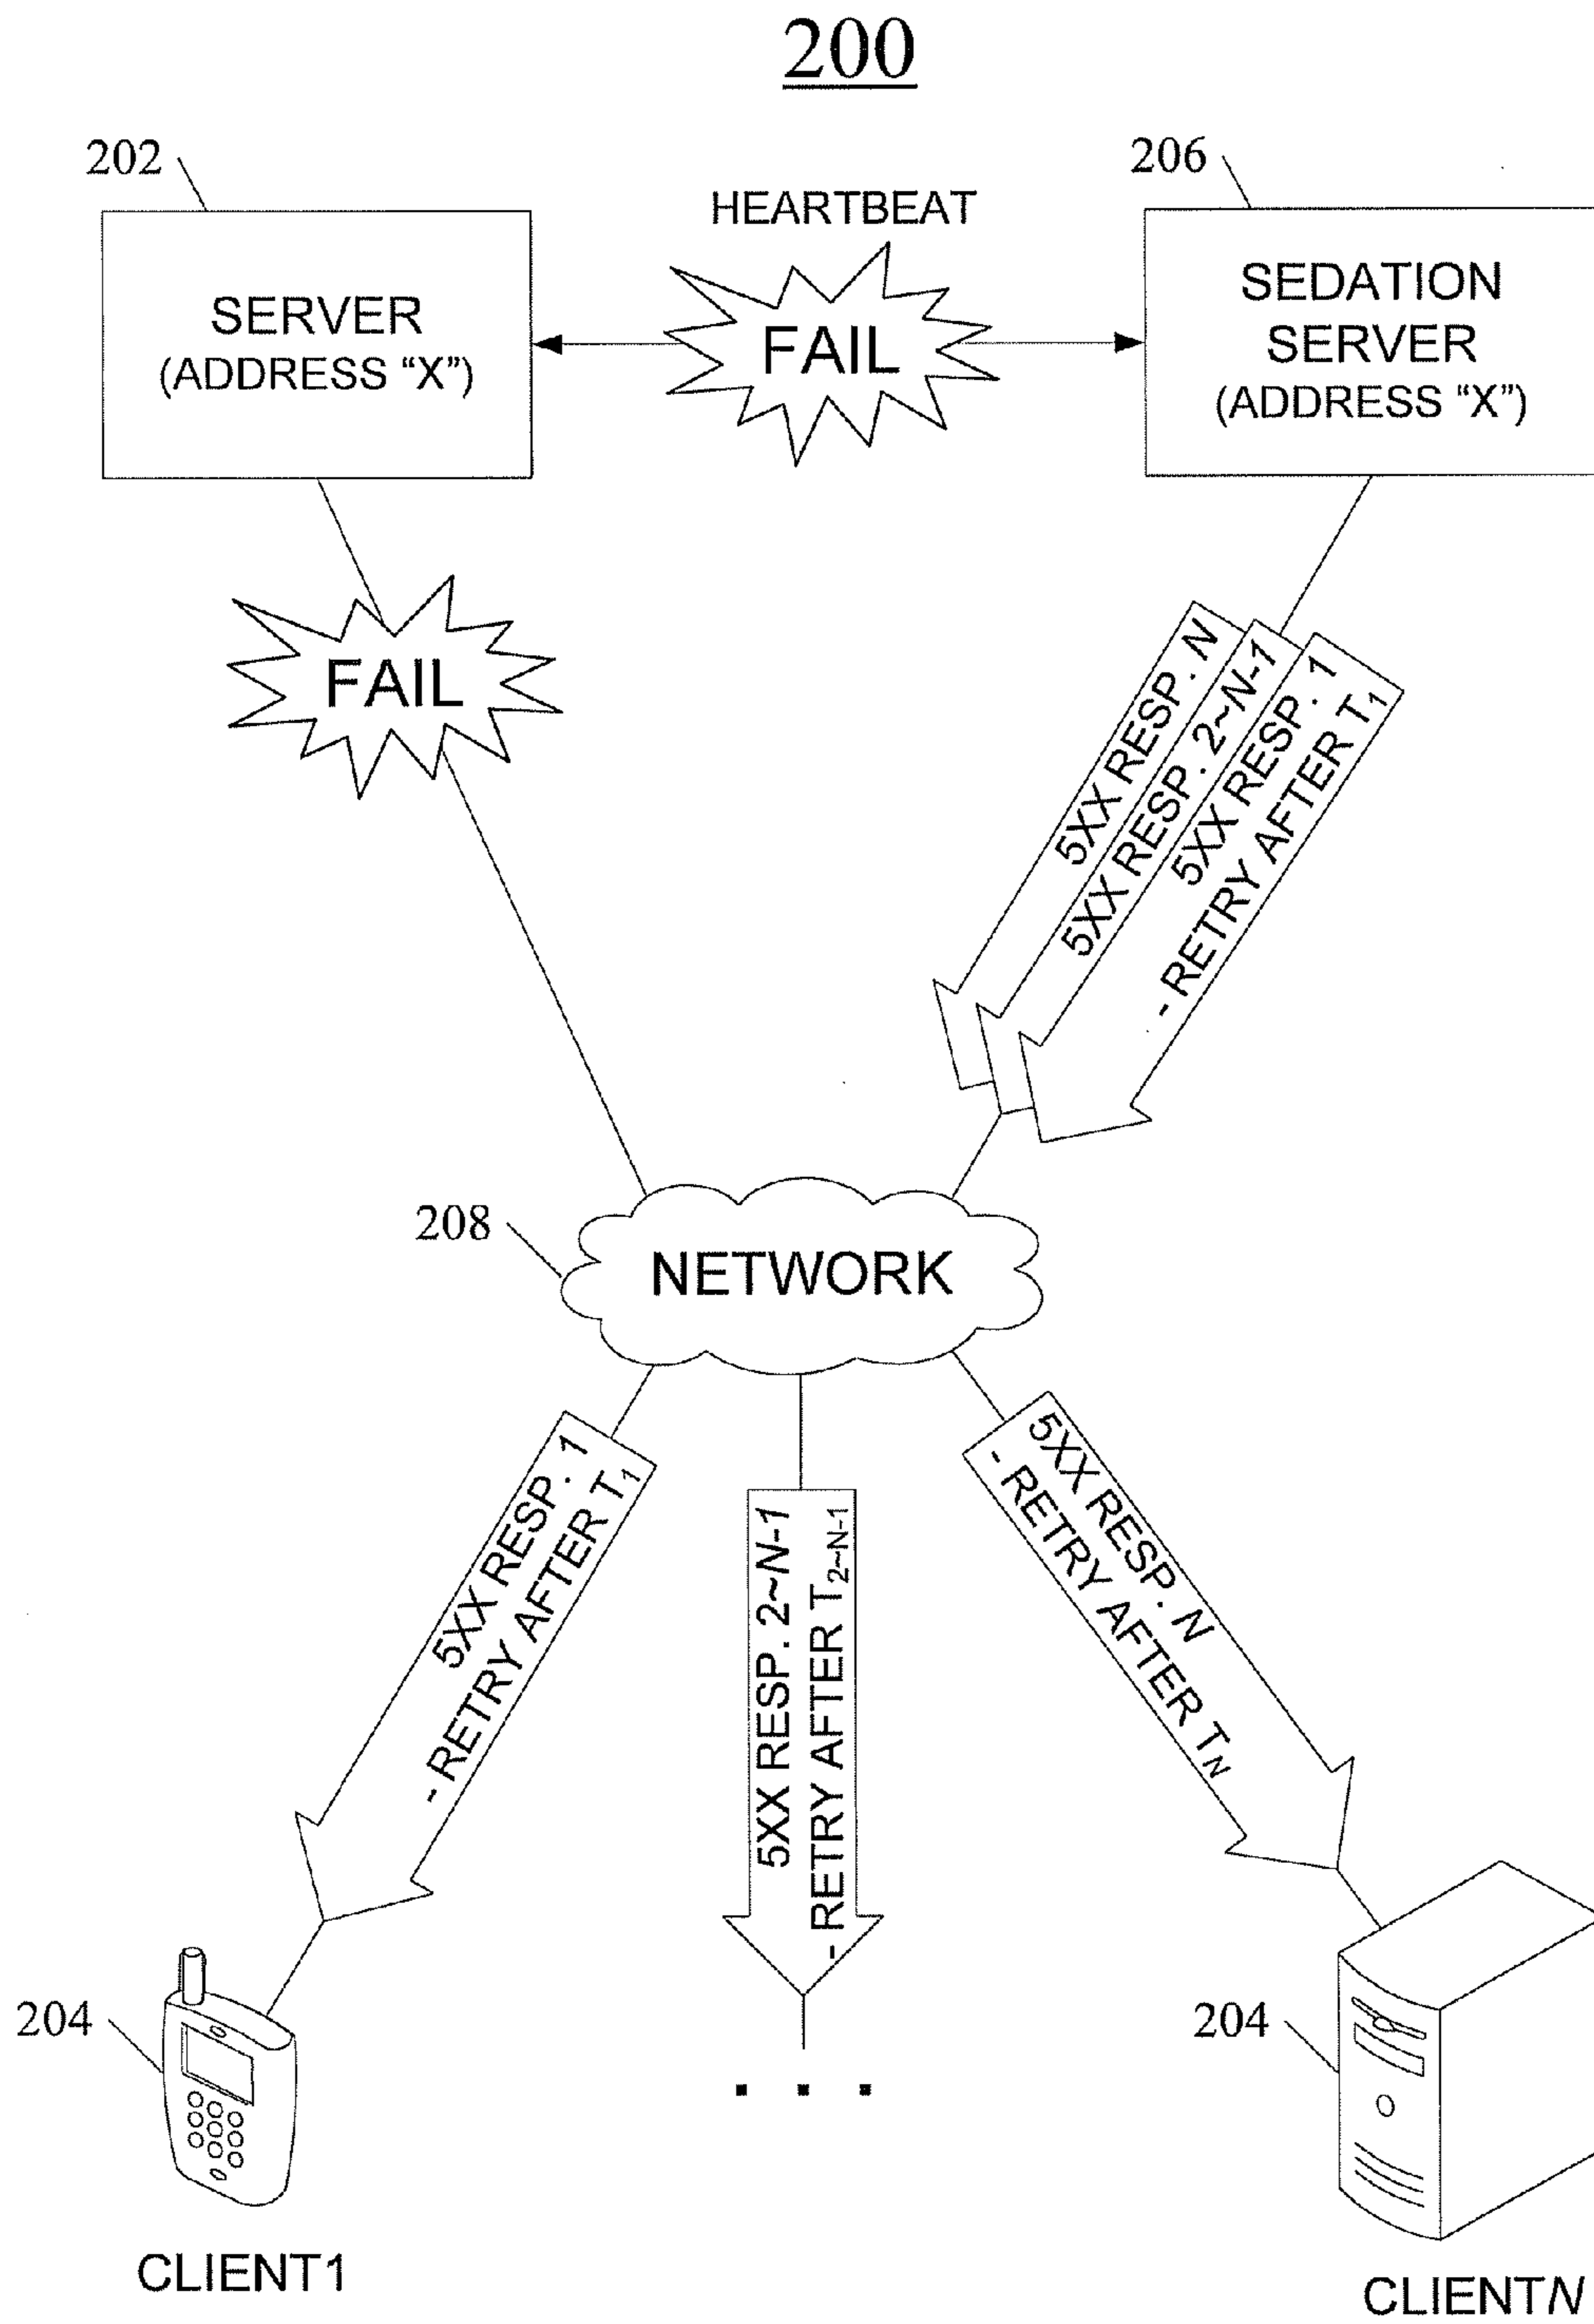 200
202
206
HEARTBEAT
SERVER
(ADDRESS “X”)
FAIL
SEDATION
SERVER
(ADDRESS “X”)
FAIL
5XX RESP. N
5XX RESP. 2~N-1
5XX RESP. 1
- RETRY AFTER T1
208
NETWORK
5XX RESP. 1
- RETRY AFTER T1
5XX RESP. 2~N-1
- RETRY AFTER T2~N-1
5XX RESP. N
- RETRY AFTER TN
204
204
. . .
CLIENT1
CLIENTN